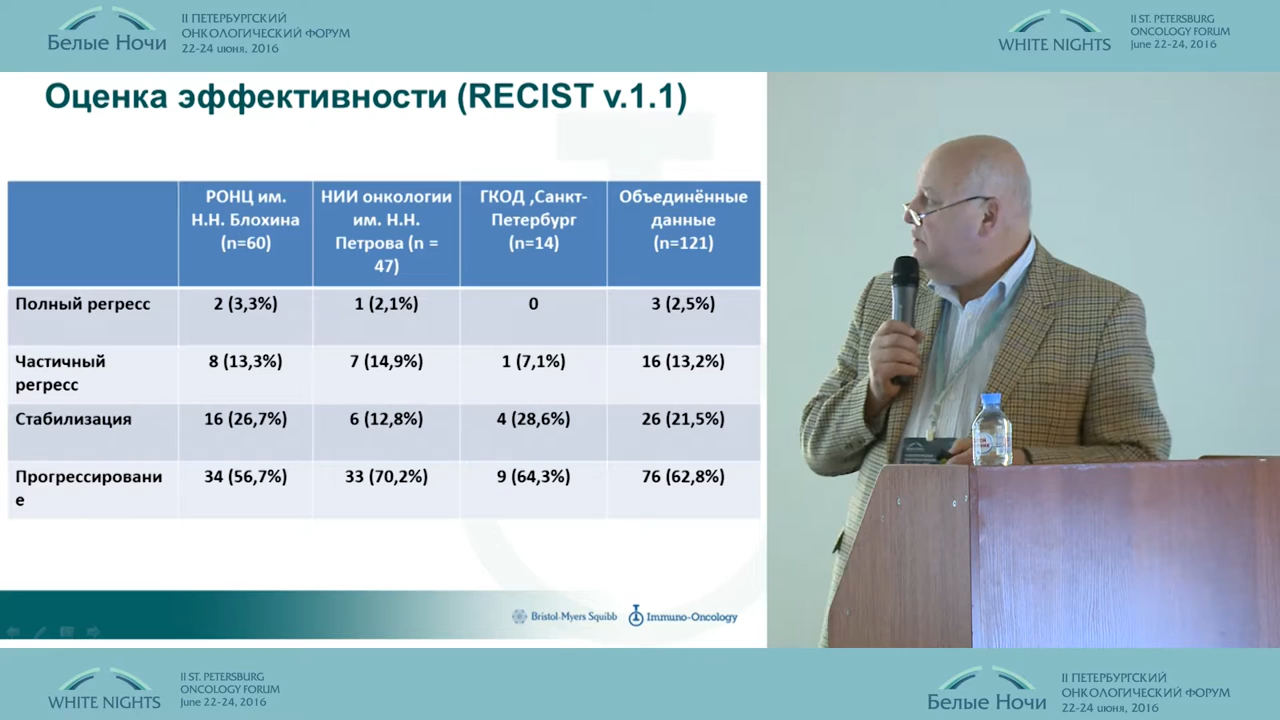 II ПЕТЕРБУРГСКИЙ
ОНКОЛОГИЧЕСКИЙ ФОРУМ
Белые Ночи
22-24 июня, 2016
II ST. PETERSBURG
ONCOLOGY FORUM
WHITE NIGHTS
June 22-24, 2016
Оценка эффективности (RECIST v.1.1)
РОНЦ им.
Н.Н. Блохина
(n=60)
НИИ онкологии
им. Н.Н.
Петрова (n =
47)
ГКОД ,Санкт-
Петербург
(n=14)
Объединённые
данные
(n=121)
Полный регресс
2 (3,3%)
1 (2,1%)
0
3 (2,5%)
Частичный
регресс
8 (13,3%)
7 (14,9%)
1 (7,1%)
16 (13,2%)
Стабилизация
16 (26,7%)
6 (12,8%)
4 (28,6%)
26 (21,5%)
Прогрессировани
е
34 (56,7%)
33 (70,2%)
9 (64,3%)
76 (62,8%)
Bristol-Myers Squibb
Immuno-Oncology
II ST. PETERSBURG
ONCOLOGY FORUM
WHITE NIGHTS
June 22-24, 2016
II ПЕТЕРБУРГСКИЙ
ОНКОЛОГИЧЕСКИЙ ФОРУМ
Белые Ночи
22-24 июня, 2016